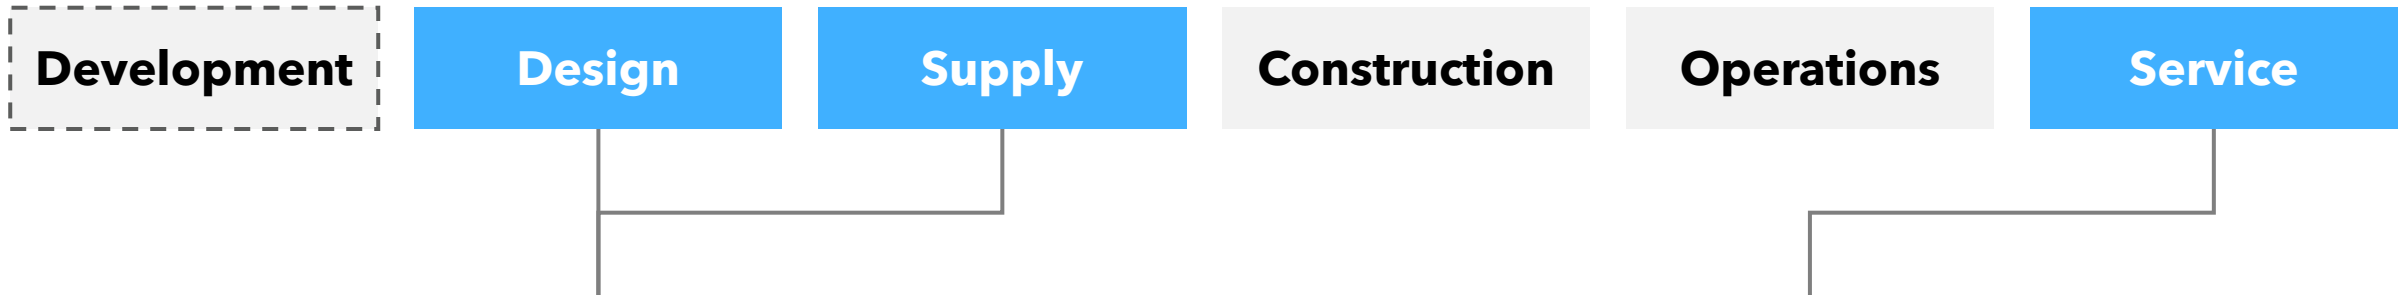 Development
Design
Supply
Construction
Operations
Service